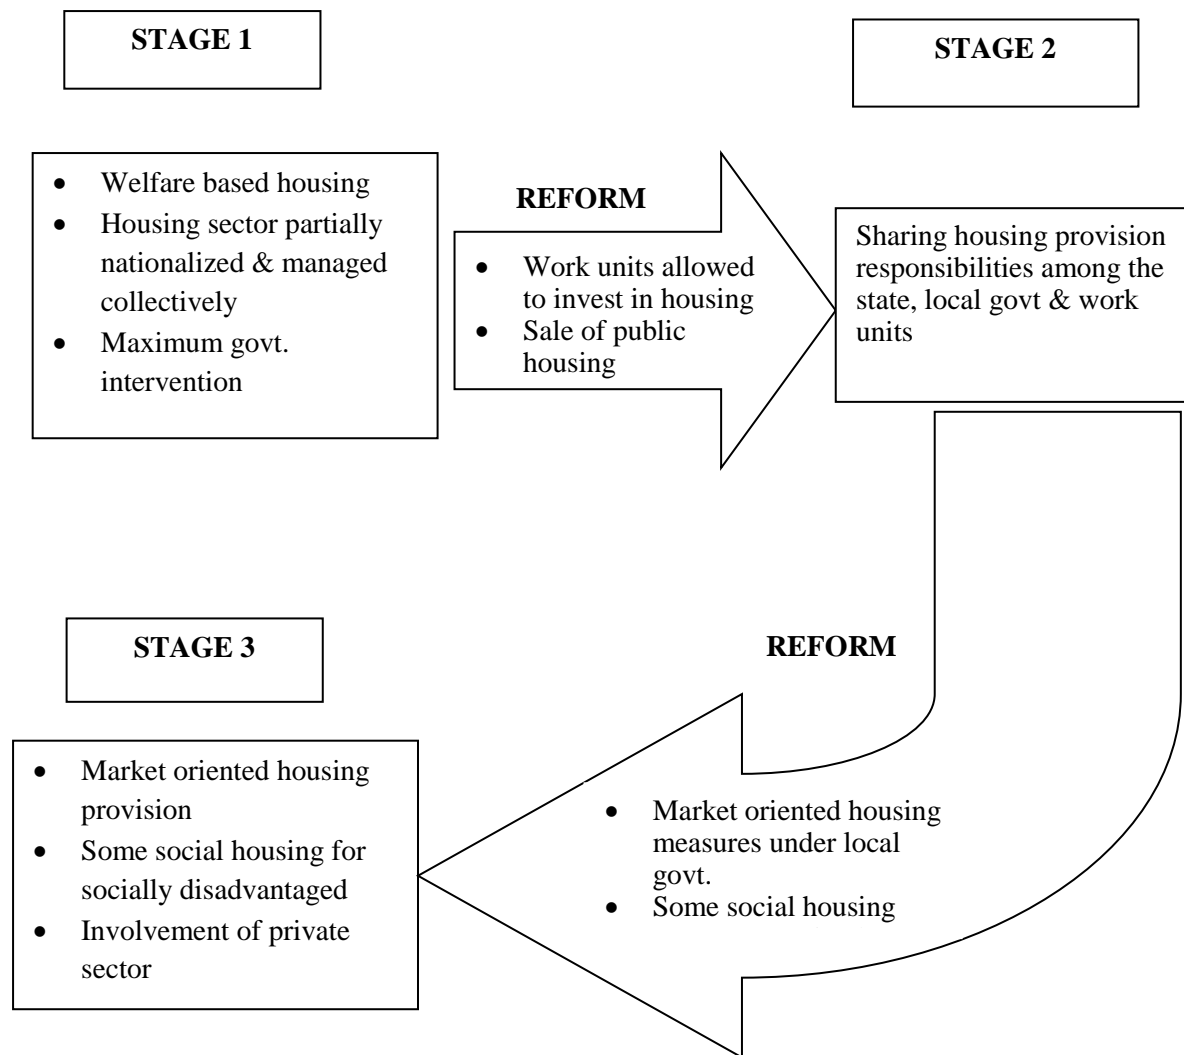 STAGE 1
STAGE 2
• Welfare based housing
• Housing sector partially
nationalized & managed
collectively
• Maximum govt.
intervention
REFORM
• Work units allowed
to invest in housing
• Sale of public
housing
Sharing housing provision
responsibilities among the
state, local govt & work
units
STAGE 3
REFORM
• Market oriented housing
provision
• Some social housing for
socially disadvantaged
• Involvement of private
sector
• Market oriented housing
measures under local
govt.
• Some social housing